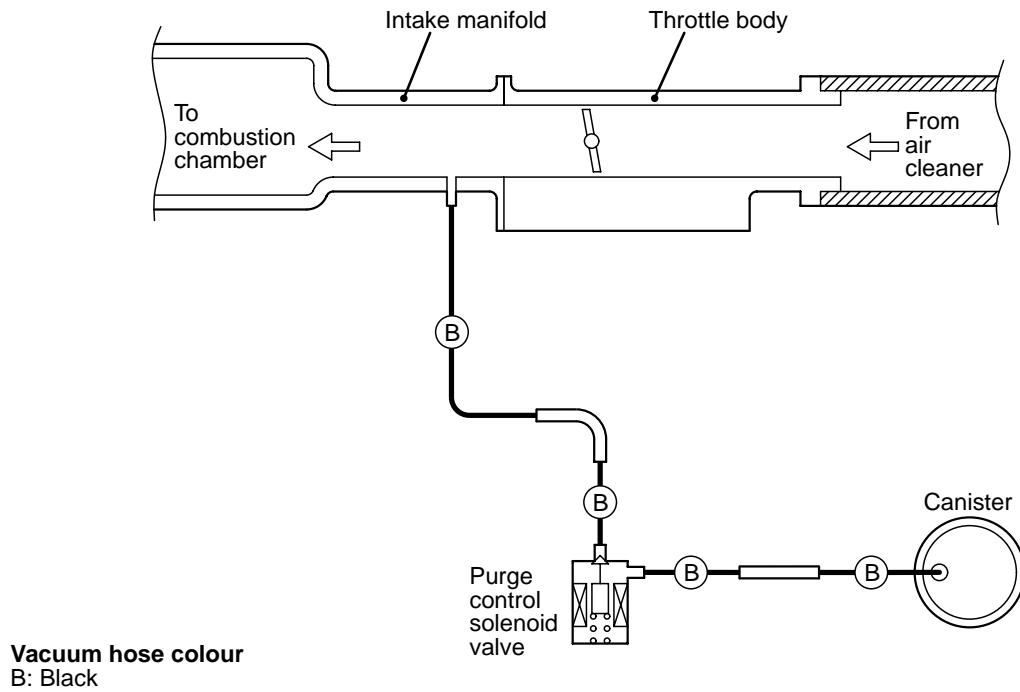 Intake manifold
Throttle body
To
combustion
chamber
From
air
cleaner
B
B
Canister
B
B
Purge
control
solenoid
valve
Vacuum hose colour
B: Black